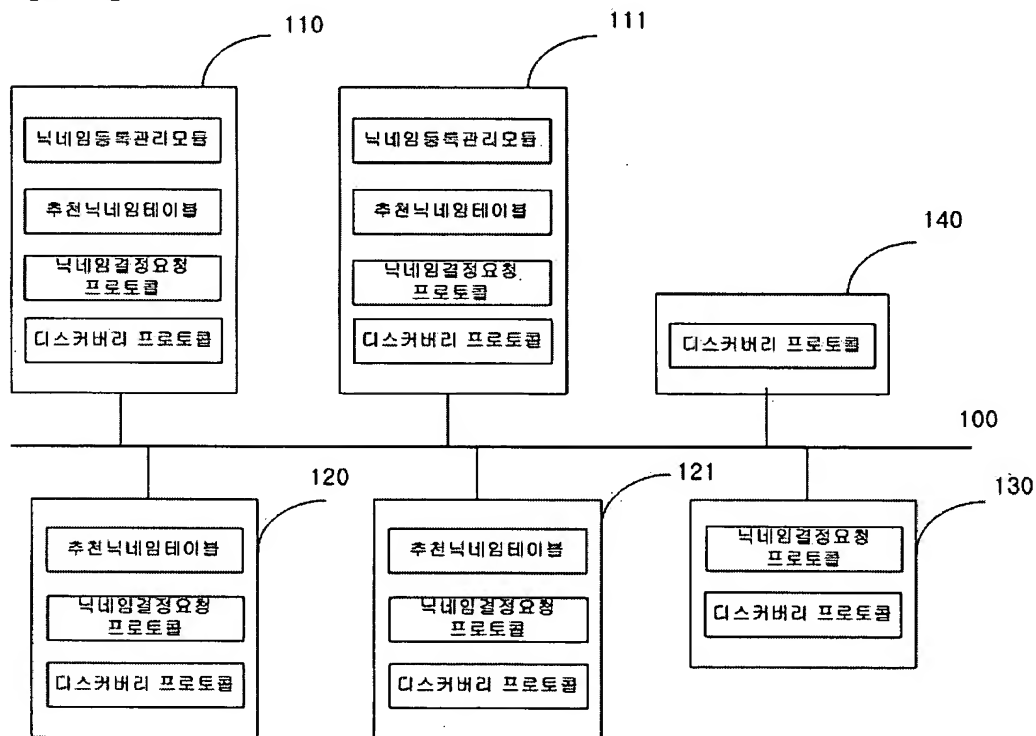 110
111
닉네임등록관리모듈
추천닉네임테이블
닉네임결정요청
프로토콜
디스커버리 프로토콜
닉네임등록관리모듈
추천닉네임테이블
닉네임결정요청
프로토콜
디스커버리 프로토콜
140
디스커버리 프로토콜
100
120
추천닉네임테이블
닉네임결정요청
프로토콜
디스커버리 프로토콜
121
추천닉네임테이블
닉네임결정요청
프로토콜
디스커버리 프로토콜
130
닉네임결정요청
프로토콜
디스커버리 프로토콜